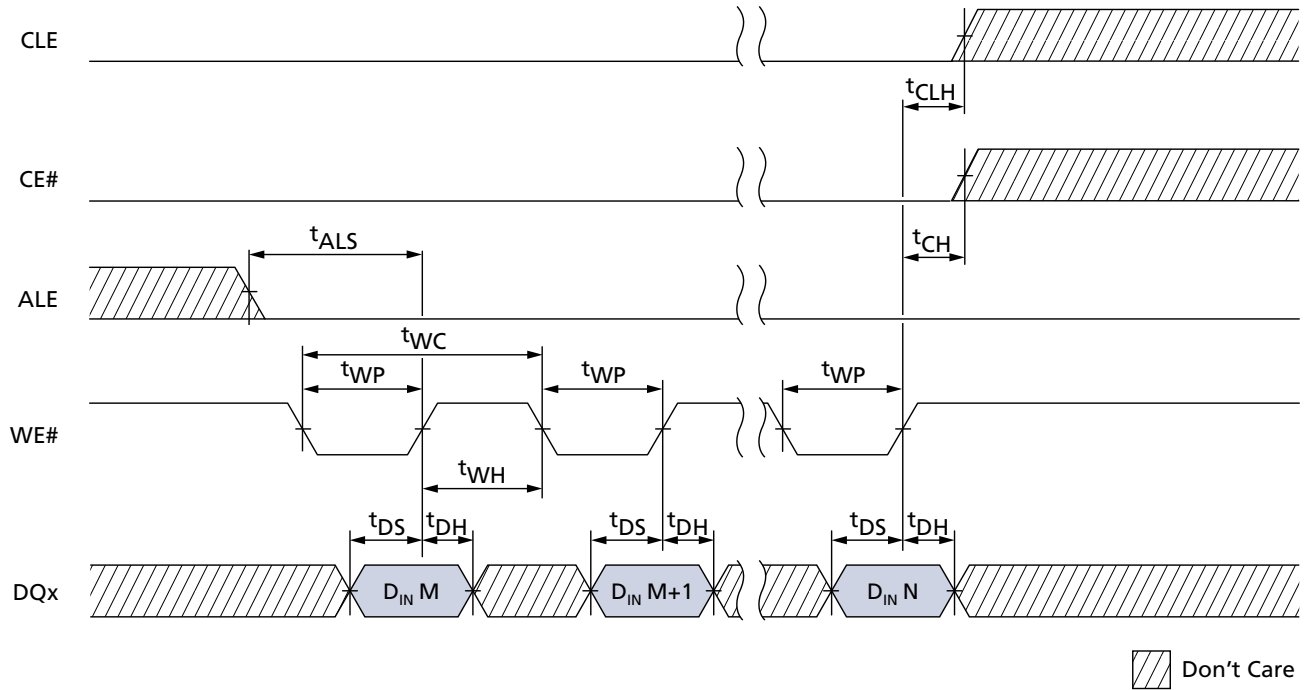 CLE
tCLH
CE#
tALS
tCH
ALE
tWC
tWP
tWP
tWP
WE#
tWH
tDS
tDH
tDS
tDH
tDS
tDH
DQx
DIN M
DIN M+1
DIN N
Don't Care